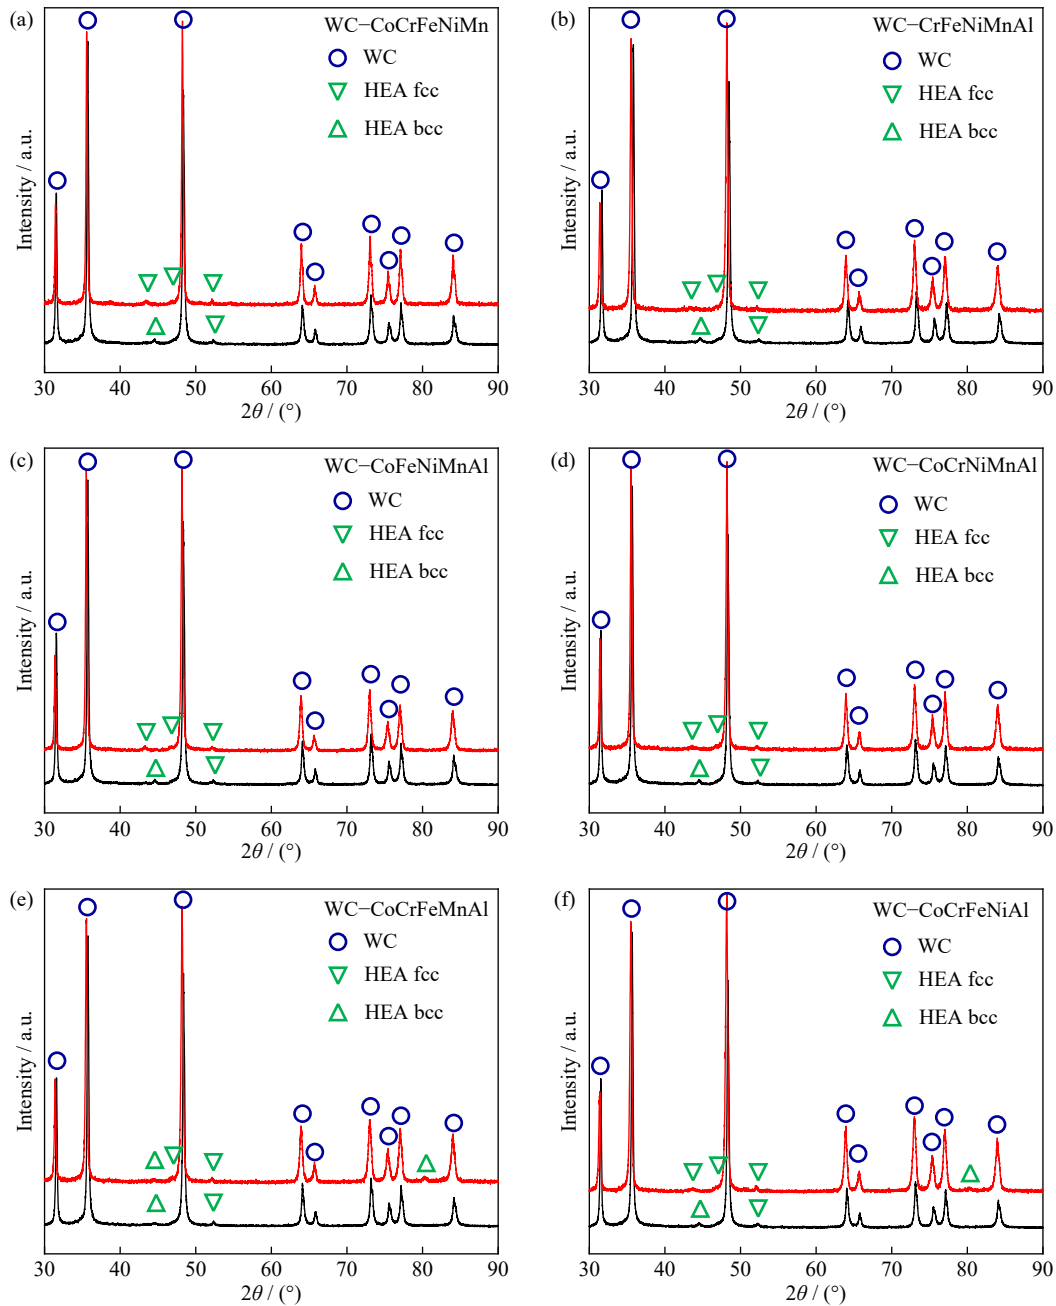 (a)
WC−CoCrFeNiMn
WC
HEA fcc
HEA bcc
Intensity / a.u.
30 40 50 60 70 80 90
2θ / (°)
(b)
WC−CrFeNiMnAl
WC
HEA fcc
HEA bcc
Intensity / a.u.
30 40 50 60 70 80 90
2θ / (°)
(c)
WC−CoFeNiMnAl
WC
HEA fcc
HEA bcc
Intensity / a.u.
30 40 50 60 70 80 90
2θ / (°)
(d)
WC−CoCrNiMnAl
WC
HEA fcc
HEA bcc
Intensity / a.u.
30 40 50 60 70 80 90
2θ / (°)
(e)
WC−CoCrFeMnAl
WC
HEA fcc
HEA bcc
Intensity / a.u.
30 40 50 60 70 80 90
2θ / (°)
(f)
WC−CoCrFeNiAl
WC
HEA fcc
HEA bcc
Intensity / a.u.
30 40 50 60 70 80 90
2θ / (°)